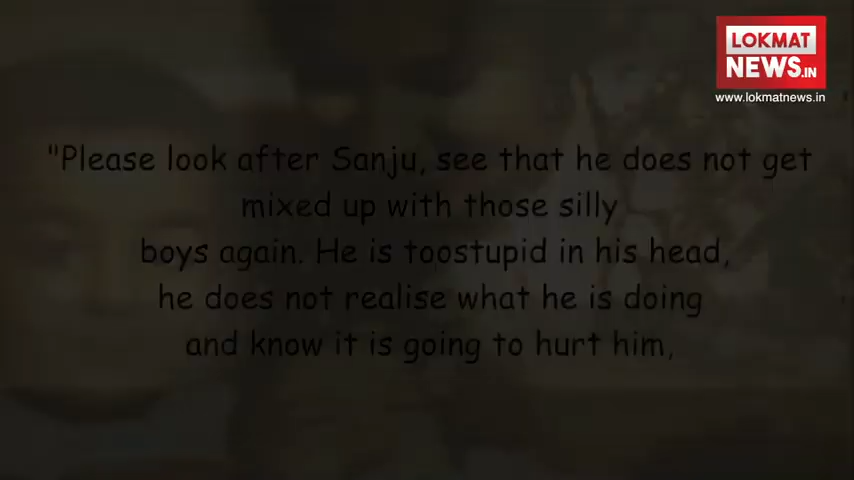 LOKMAT
NEWS.IN
www.lokmatnews.in
"Please look after Sanju, see that he does not get
mixed up with those silly
boys again. He is toostupid in his head,
he does not realise what he is doing
and know it is going to hurt him,